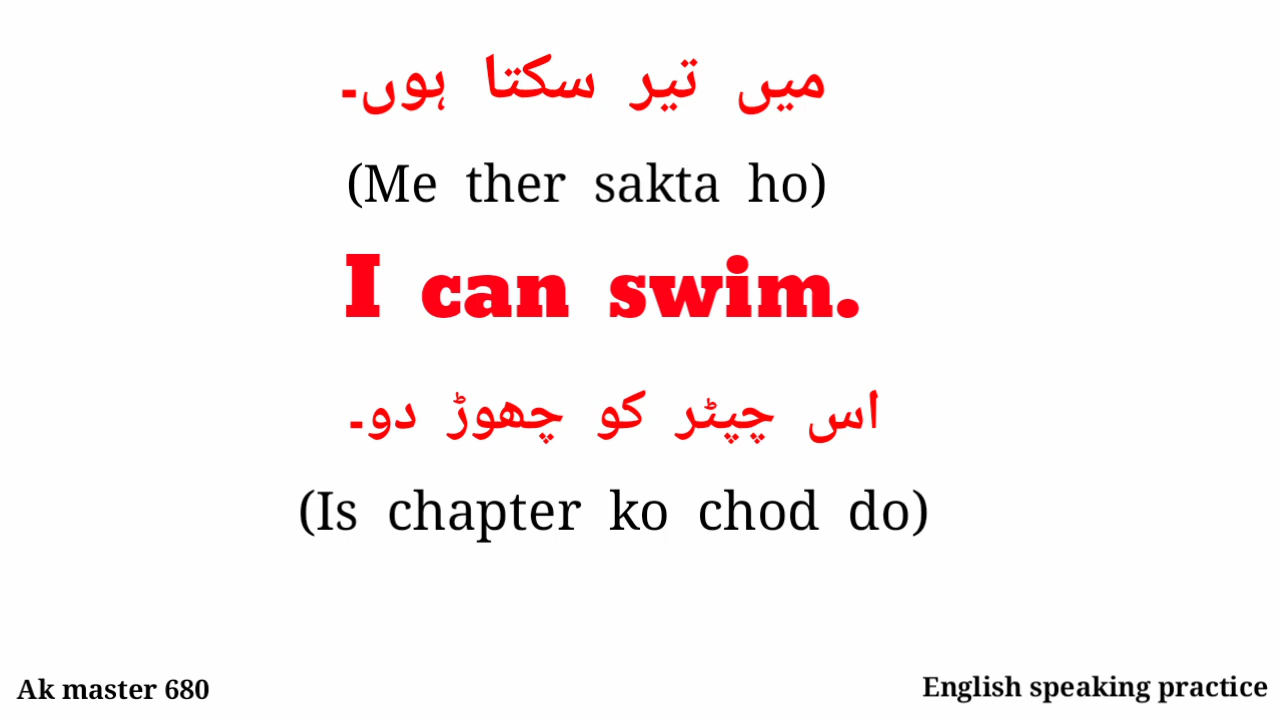 میں تیر سکتا ہوں۔
(Me ther sakta ho)
I can swim.
اس چپٹر کو چھوڑ دو۔
(Is chapter ko chod do)
Ak master 680
English speaking practice